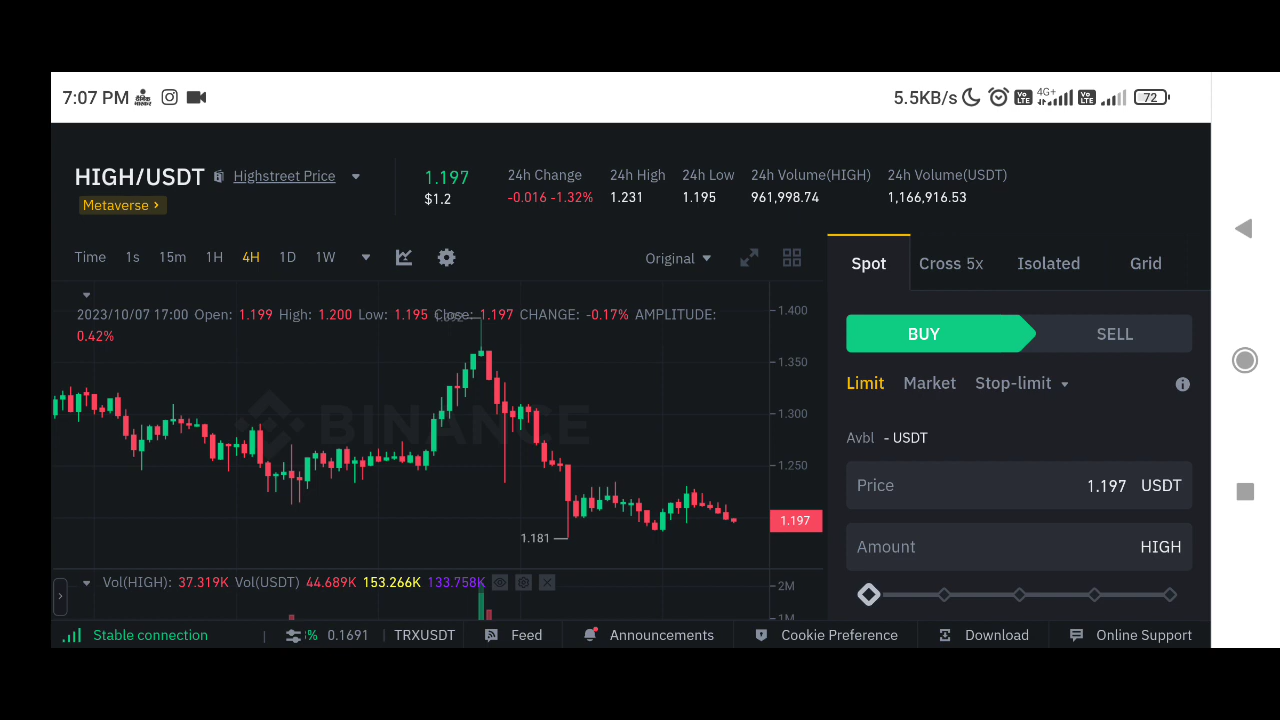 7:07 PM 5.5KB/s Vo LTE 4G+ Vo LTE 72
HIGH/USDT Highstreet Price
Metaverse >
1.197
$1.2
24h Change 24h High 24h Low 24h Volume(HIGH) 24h Volume(USDT)
-0.016 -1.32% 1.231 1.195 961,998.74 1,166,916.53
Time 1s 15m 1H 4H 1D 1W Original
2023/10/07 17:00 Open: 1.199 High: 1.200 Low: 1.195 Close: 1.197 CHANGE: -0.17% AMPLITUDE:
0.42%
1.400
1.350
1.300
1.250
1.197
1.181
BINANCE
Vol(HIGH): 37.319K Vol(USDT) 44.689K 153.266K 133.758K
2M
1M
Spot Cross 5x Isolated Grid
BUY SELL
Limit Market Stop-limit
Avbl - USDT
Price 1.197 USDT
Amount HIGH
Stable connection % 0.1691 TRXUSDT Feed Announcements Cookie Preference Download Online Support